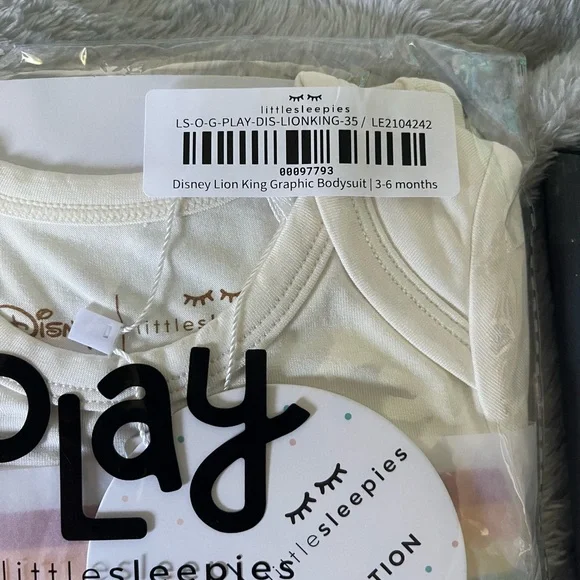 littlesleepies
LS-O-G-PLAY-DIS-LIONKING-35 / LE2104242
00097793
Disney Lion King Graphic Bodysuit | 3-6 months
Disn
littlesleepies
PLAY
littlesleepies
littlesleepies